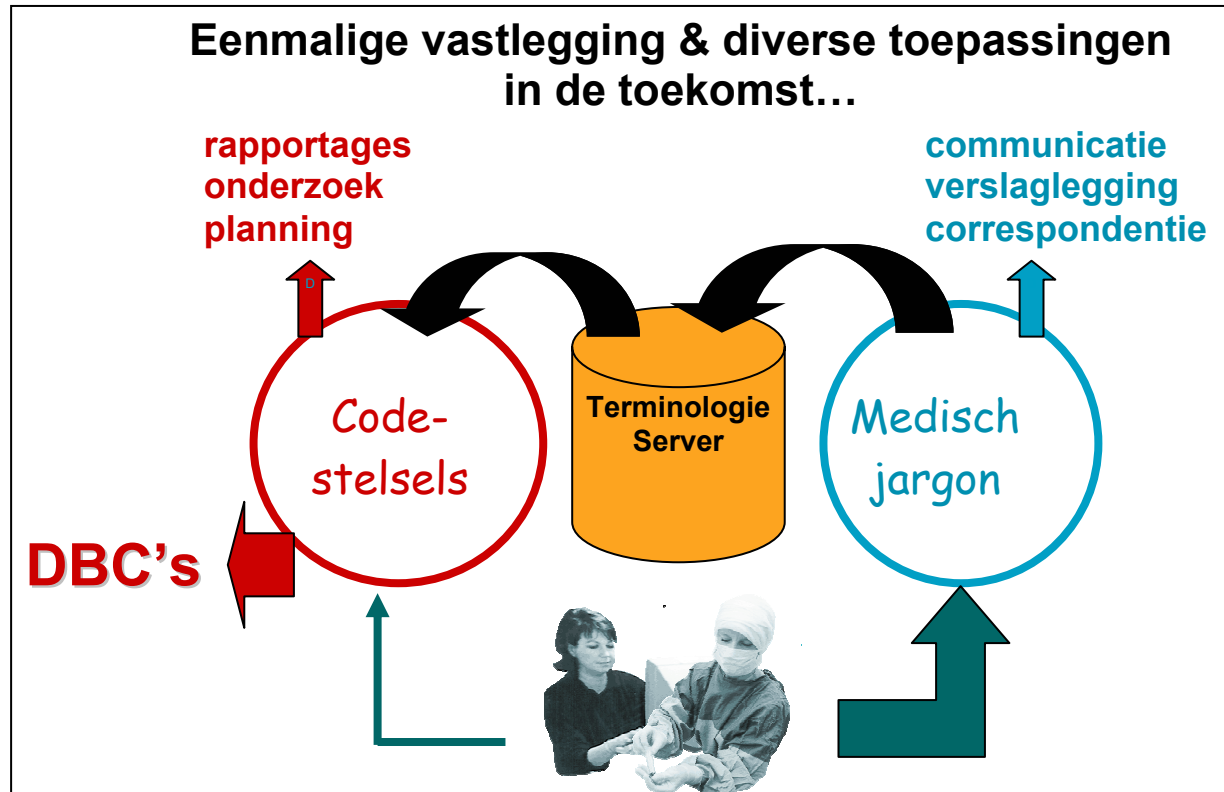 Eenmalige vastlegging & diverse toepassingen
in de toekomst…
rapportages
onderzoek
planning
communicatie
verslaglegging
correspondentie
D
Code-
stelsels
Terminologie
Server
Medisch
jargon
DBC's